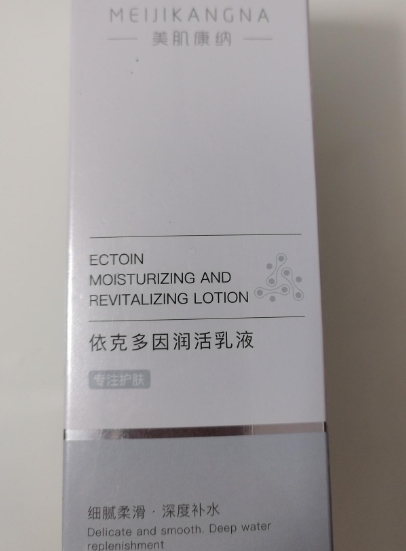 MEIJIKANGNA
美肌康纳
ECTOIN
MOISTURIZING AND
REVITALIZING LOTION
依克多因润活乳液
专注护肤
细腻柔滑·深度补水
Delicate and smooth. Deep water
replenishment